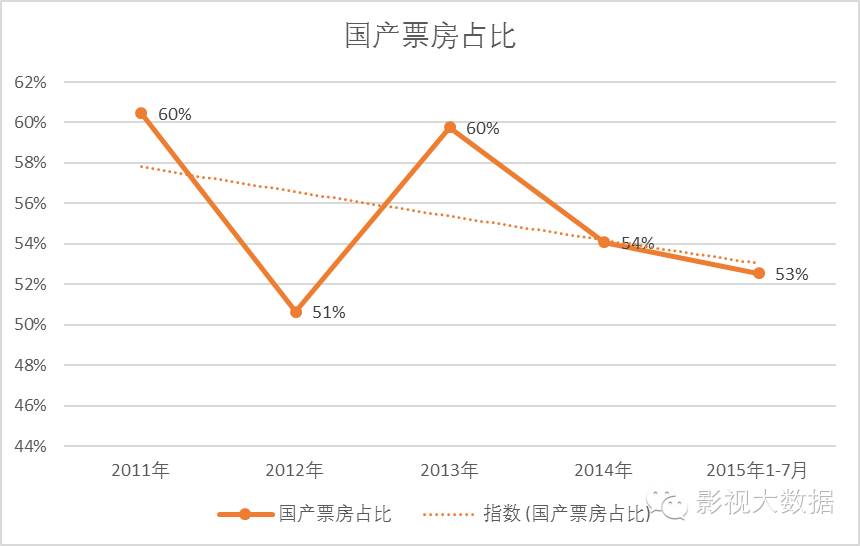 国产票房占比
62%
60%
58%
56%
54%
52%
50%
48%
46%
44%
60%
51%
60%
54%
53%
2011年
2012年
2013年
2014年
2015年1-7月
国产票房占比
指数 (国产票房占比)
影视大数据